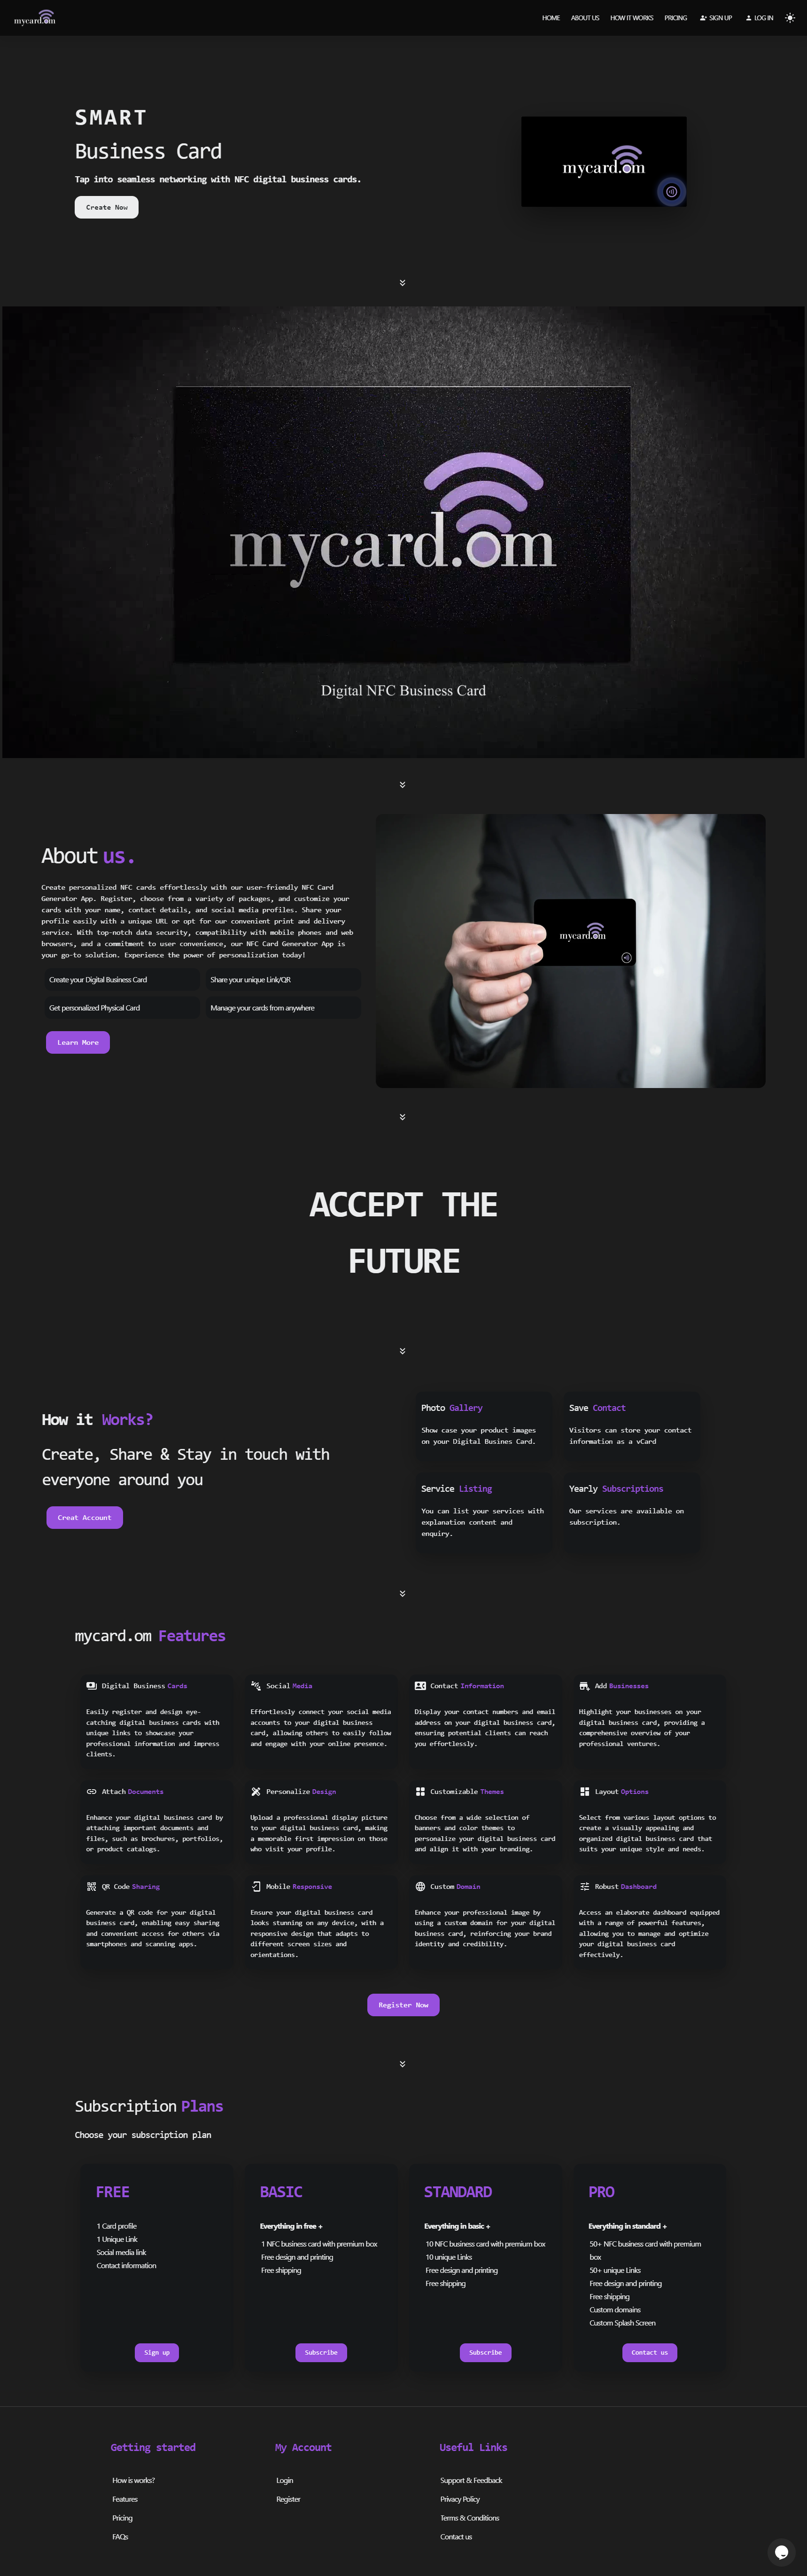 mycard.om
HOME ABOUT US HOW IT WORKS PRICING SIGN UP LOG IN
SMART
Business Card
Tap into seamless networking with NFC digital business cards.
Create Now
mycard.om
mycard.om
Digital NFC Business Card
About us.
Create personalized NFC cards effortlessly with our user-friendly NFC Card
Generator App. Register, choose from a variety of packages, and customize your
cards with your name, contact details, and social media profiles. Share your
profile easily with a unique URL or opt for our convenient print and delivery
service. With top-notch data security, compatibility with mobile phones and web
browsers, and a commitment to user convenience, our NFC Card Generator App is
your go-to solution. Experience the power of personalization today!
Create your Digital Business Card
Share your unique Link/QR
Get personalized Physical Card
Manage your cards from anywhere
Learn More
mycard.om
ACCEPT THE
FUTURE
How it Works?
Create, Share & Stay in touch with
everyone around you
Creat Account
Photo Gallery
Show case your product images
on your Digital Busines Card.
Save Contact
Visitors can store your contact
information as a vCard
Service Listing
You can list your services with
explanation content and
enquiry.
Yearly Subscriptions
Our services are available on
subscription.
mycard.om Features
Digital Business Cards
Easily register and design eye-
catching digital business cards with
unique links to showcase your
professional information and impress
clients.
Social Media
Effortlessly connect your social media
accounts to your digital business
card, allowing others to easily follow
and engage with your online presence.
Contact Information
Display your contact numbers and email
address on your digital business card,
ensuring potential clients can reach
you effortlessly.
Add Businesses
Highlight your businesses on your
digital business card, providing a
comprehensive overview of your
professional ventures.
Attach Documents
Enhance your digital business card by
attaching important documents and
files, such as brochures, portfolios,
or product catalogs.
Personalize Design
Upload a professional display picture
to your digital business card, making
a memorable first impression on those
who visit your profile.
Customizable Themes
Choose from a wide selection of
banners and color themes to
personalize your digital business card
and align it with your branding.
Layout Options
Select from various layout options to
create a visually appealing and
organized digital business card that
suits your unique style and needs.
QR Code Sharing
Generate a QR code for your digital
business card, enabling easy sharing
and convenient access for others via
smartphones and scanning apps.
Mobile Responsive
Ensure your digital business card
looks stunning on any device, with a
responsive design that adapts to
different screen sizes and
orientations.
Custom Domain
Enhance your professional image by
using a custom domain for your digital
business card, reinforcing your brand
identity and credibility.
Robust Dashboard
Access an elaborate dashboard equipped
with a range of powerful features,
allowing you to manage and optimize
your digital business card
effectively.
Register Now
Subscription Plans
Choose your subscription plan
FREE
1 Card profile
1 Unique Link
Social media link
Contact information
Sign up
BASIC
Everything in free +
1 NFC business card with premium box
Free design and printing
Free shipping
Subscribe
STANDARD
Everything in basic +
10 NFC business card with premium box
10 unique Links
Free design and printing
Free shipping
Subscribe
PRO
Everything in standard +
50+ NFC business card with premium
box
50+ unique Links
Free design and printing
Free shipping
Custom domains
Custom Splash Screen
Contact us
Getting started
How is works?
Features
Pricing
FAQs
My Account
Login
Register
Useful Links
Support & Feedback
Privacy Policy
Terms & Conditions
Contact us